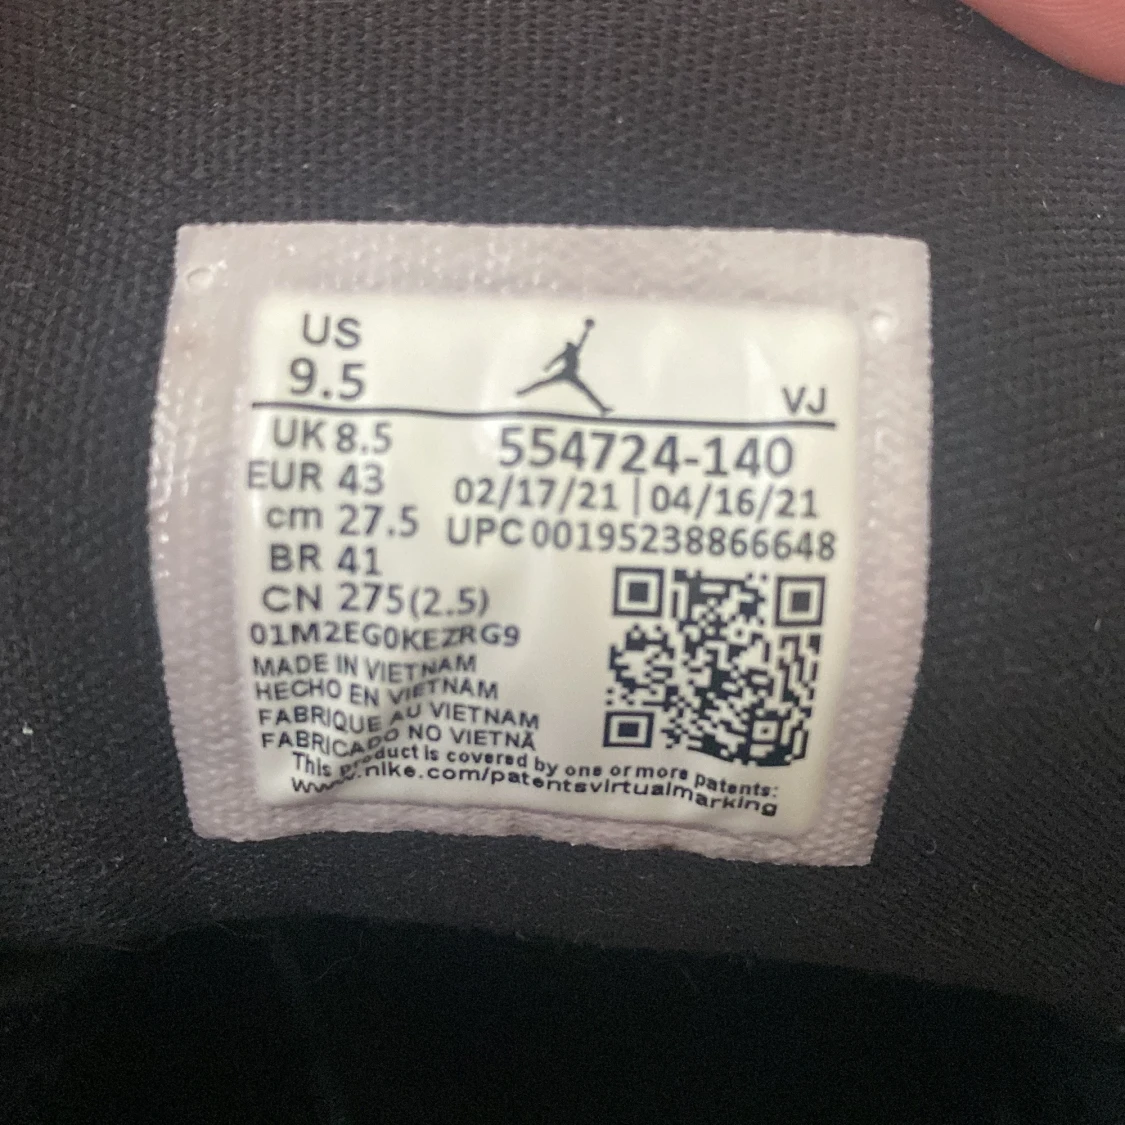 US
9.5
VJ
UK 8.5
554724-140
EUR 43
02/17/21 | 04/16/21
cm 27.5
UPC 00195238866648
BR 41
CN 275(2.5)
01M2EG0KEZRG9
MADE IN VIETNAM
HECHO EN VIETNAM
FABRIQUE AU VIETNAM
FABRICADO NO VIETNÃ
This product is covered by one or more patents:
www.nike.com/patentsvirtualmarking